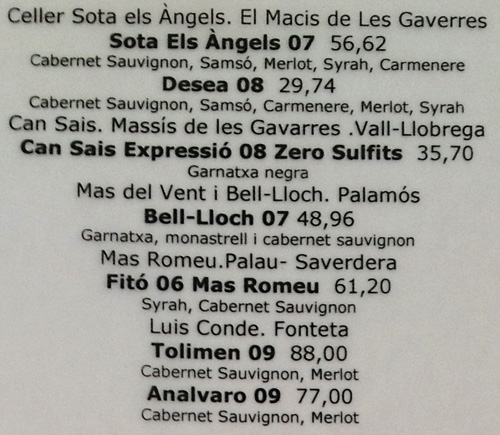 Celler Sota els Àngels. El Macis de Les Gaverres
Sota Els Àngels 07 56,62
Cabernet Sauvignon, Samsó, Merlot, Syrah, Carmenere
Desea 08 29,74
Cabernet Sauvignon, Samsó, Carmenere, Merlot, Syrah
Can Sais. Massís de les Gavarres .Vall-Llobrega
Can Sais Expressió 08 Zero Sulfits 35,70
Garnatxa negra
Mas del Vent i Bell-Lloch. Palamós
Bell-Lloch 07 48,96
Garnatxa, monastrell i cabernet sauvignon
Mas Romeu.Palau- Saverdera
Fitó 06 Mas Romeu 61,20
Syrah, Cabernet Sauvignon
Luis Conde. Fonteta
Tolimen 09 88,00
Cabernet Sauvignon, Merlot
Analvaro 09 77,00
Cabernet Sauvignon, Merlot